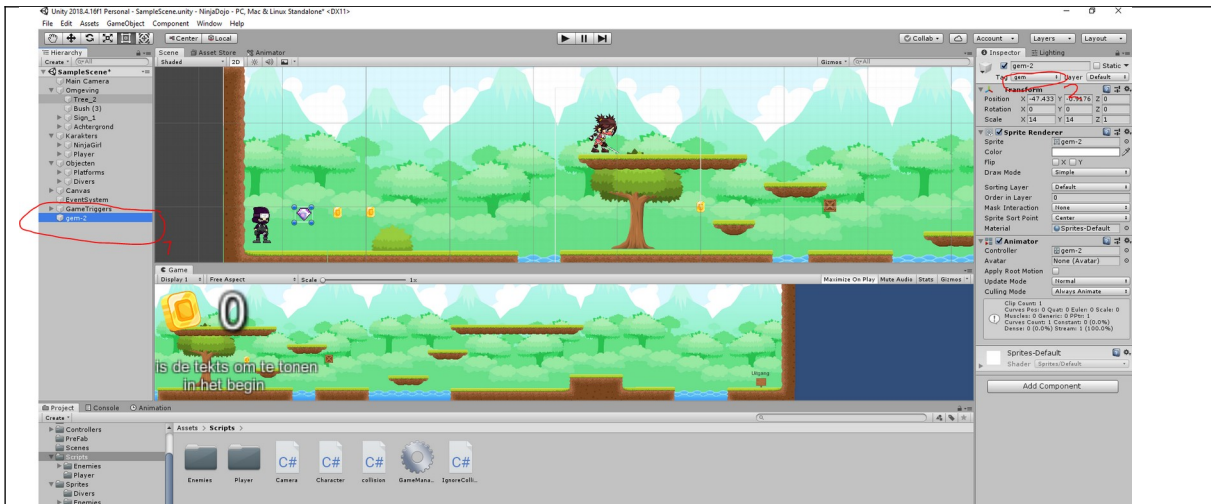 Unity 2018.4.16f1 Personal - SampleScene.unity - NinjaDojo - PC, Mac & Linux Standalone* <DX11>
File Edit Assets GameObject Component Window Help
Center Local Collab Account Layers Layout
Hierarchy
Create All
SampleScene*
Main Camera
Omgeving
Tree_2
Bush (3)
Sign_1
Achtergrond
Karakters
NinjaGirl
Player
Objecten
Platforms
Divers
Canvas
EventSystem
GameTriggers
gem-2
1
Scene Asset Store Animator
Shaded 2D Gizmos All
Game
Display 1 Free Aspect Scale 1x Maximize On Play Mute Audio Stats Gizmos
0
is de tekts om te tonen
in het begin
Uitgang
Inspector Lighting
gem-2 Static
Tag gem Layer Default
2
Transform
Position X -47.433 Y Z 0
Rotation X 0 Y 0 Z 0
Scale X 14 Y 14 Z 1
Sprite Renderer
Sprite gem-2
Color
Flip X Y
Draw Mode Simple
Sorting Layer Default
Order in Layer 0
Mask Interaction None
Sprite Sort Point Center
Material Sprites-Default
Animator
Controller gem-2
Avatar None (Avatar)
Apply Root Motion
Update Mode Normal
Culling Mode Always Animate
Clip Count: 1
Curves Pos: 0 Quat: 0 Euler: 0 Scale: 0
Muscles: 0 Generic: 0 PPtr: 1
Curves Count: 1 Constant: 0 (0.0%)
Dense: 0 (0.0%) Stream: 1 (100.0%)
Sprites-Default
Shader Sprites/Default
Add Component
Project Console Animation
Create
Controllers
PreFab
Scenes
Scripts
Enemies
Player
Sprites
Divers
Enemies
Assets > Scripts >
C# C# C# C#
Enemies Player Camera Character collision GameMana... IgnoreColli...